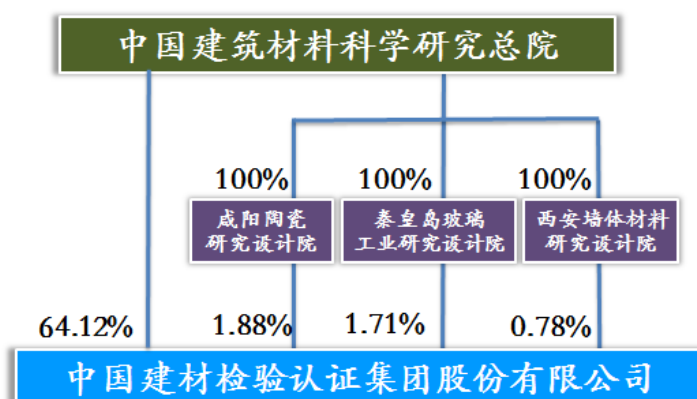 中国建筑材料科学研究总院
100%
100%
100%
咸阳陶瓷
研究设计院
秦皇岛玻璃
工业研究设计院
西安墙体材料
研究设计院
64.12%
1.88%
1.71%
0.78%
中国建材检验认证集团股份有限公司